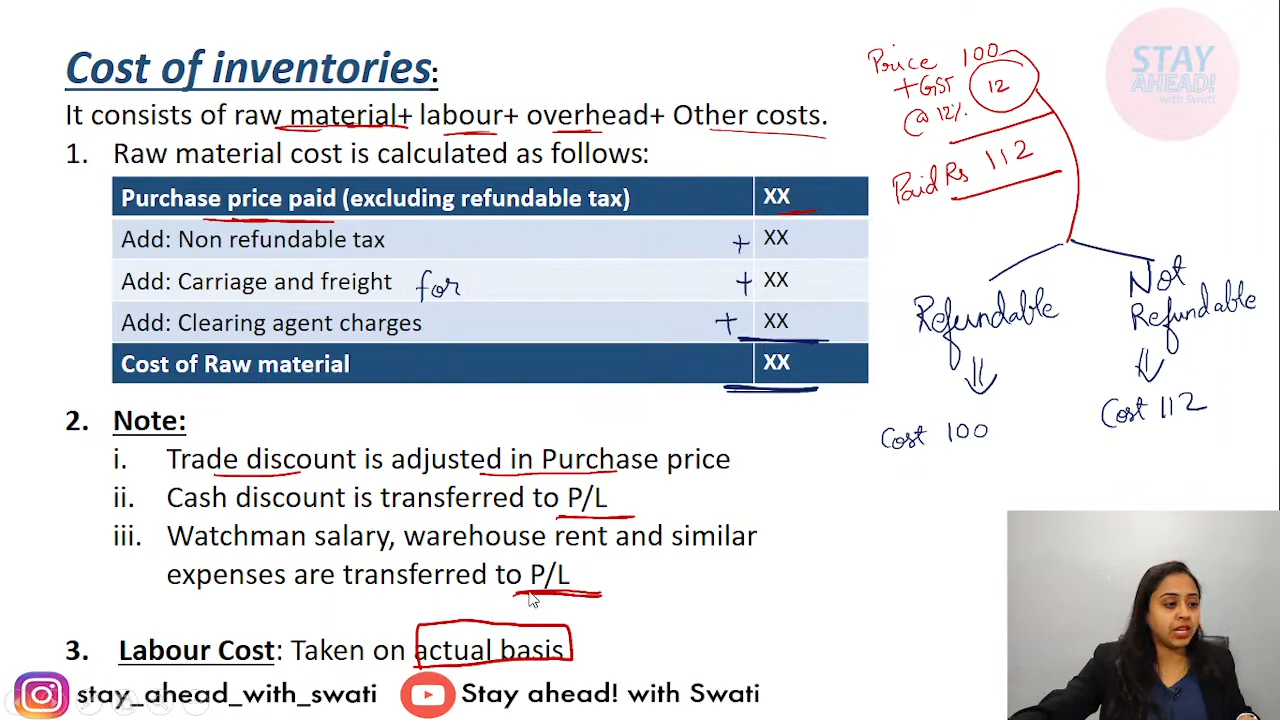 Cost of inventories:
It consists of raw material+ labour+ overhead+ Other costs.
1. Raw material cost is calculated as follows:
Purchase price paid (excluding refundable tax) XX
Add: Non refundable tax + XX
Add: Carriage and freight for + XX
Add: Clearing agent charges + XX
Cost of Raw material XX
2. Note:
i. Trade discount is adjusted in Purchase price
ii. Cash discount is transferred to P/L
iii. Watchman salary, warehouse rent and similar
expenses are transferred to P/L
3. Labour Cost: Taken on actual basis
stay_ahead_with_swati Stay ahead! with Swati
Price 100
+GST 12
@ 12%.
Paid Rs 112
Refundable
Cost 100
Not
Refundable
Cost 112
STAY
AHEAD!
with Swati